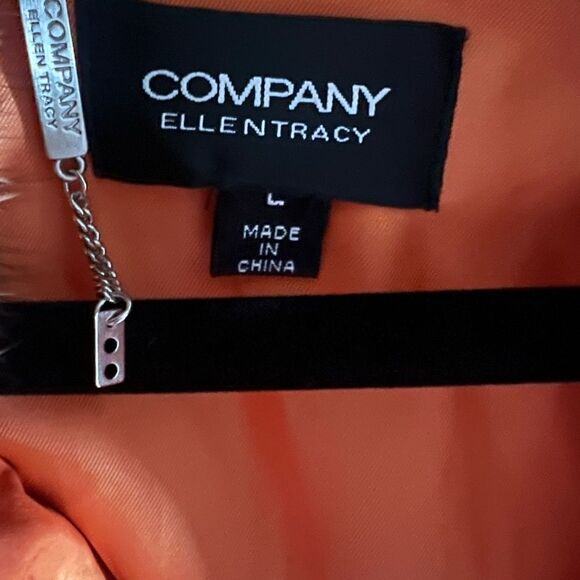 COMPANY
ELLEN TRACY
COMPANY
ELLENTRACY
L
MADE
IN
CHINA